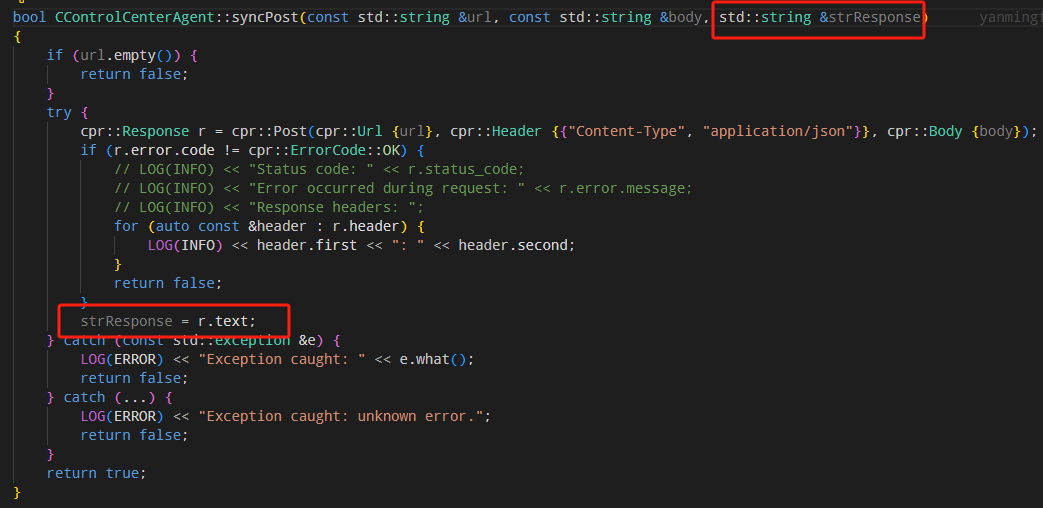 bool CControlCenterAgent::syncPost(const std::string &url, const std::string &body, std::string &strResponse)
{
    if (url.empty()) {
        return false;
    }
    try {
        cpr::Response r = cpr::Post(cpr::Url {url}, cpr::Header {{"Content-Type", "application/json"}}, cpr::Body {body});
        if (r.error.code != cpr::ErrorCode::OK) {
            // LOG(INFO) << "Status code: " << r.status_code;
            // LOG(INFO) << "Error occurred during request: " << r.error.message;
            // LOG(INFO) << "Response headers: ";
            for (auto const &header : r.header) {
                LOG(INFO) << header.first << ": " << header.second;
            }
            return false;
        }
        strResponse = r.text;
    } catch (const std::exception &e) {
        LOG(ERROR) << "Exception caught: " << e.what();
        return false;
    } catch (...) {
        LOG(ERROR) << "Exception caught: unknown error.";
        return false;
    }
    return true;
}